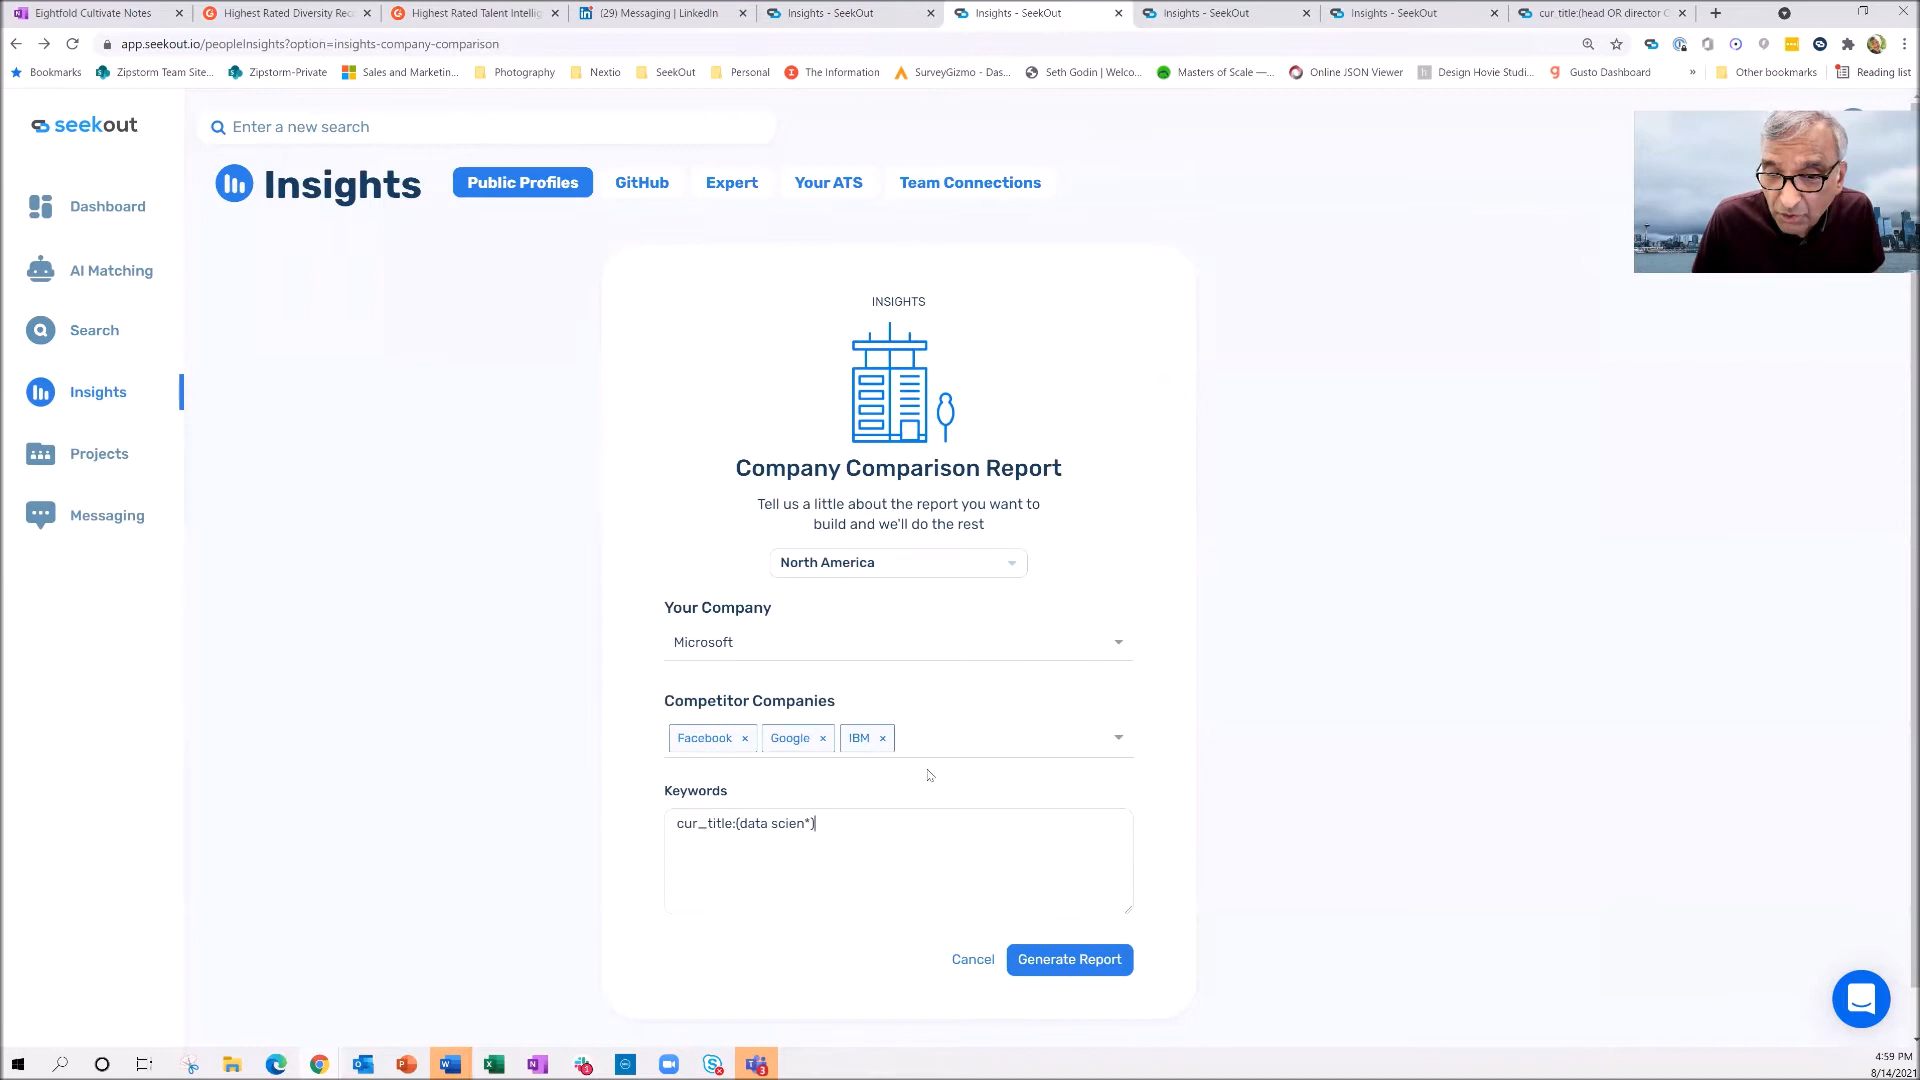 Eightfold Cultivate Notes
Highest Rated Diversity Rec
Highest Rated Talent Intellig
(29) Messaging | LinkedIn
Insights - SeekOut
Insights - SeekOut
Insights - SeekOut
Insights - SeekOut
cur_title:(head OR director O
app.seekout.io/peopleInsights?option=insights-company-comparison
Bookmarks
Zipstorm Team Site...
Zipstorm-Private
Sales and Marketin...
Photography
Nextio
SeekOut
Personal
The Information
SurveyGizmo - Das...
Seth Godin | Welco...
Masters of Scale —...
Online JSON Viewer
Design Hovie Studi...
Gusto Dashboard
»
Other bookmarks
Reading list
seekout
Enter a new search
Insights
Public Profiles
GitHub
Expert
Your ATS
Team Connections
Dashboard
AI Matching
Search
Insights
Projects
Messaging
INSIGHTS
Company Comparison Report
Tell us a little about the report you want to
build and we'll do the rest
North America
Your Company
Microsoft
Competitor Companies
Facebook ×
Google ×
IBM ×
Keywords
cur_title:(data scien*)
Cancel
Generate Report
4:59 PM
8/14/2021